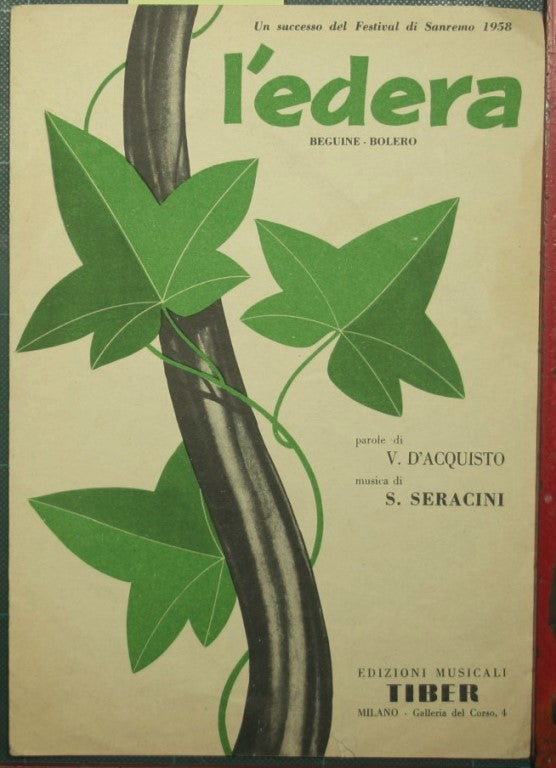 Un successo del Festival di Sanremo 1958
l'edera
BEGUINE - BOLERO
parole di
V. D'ACQUISTO
musica di
S. SERACINI
EDIZIONI MUSICALI
TIBER
MILANO - Galleria del Corso, 4